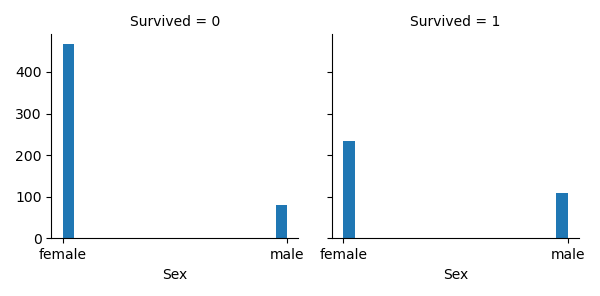 Survived = 0
Survived = 1
400
300
200
100
0
female
male
female
male
Sex
Sex